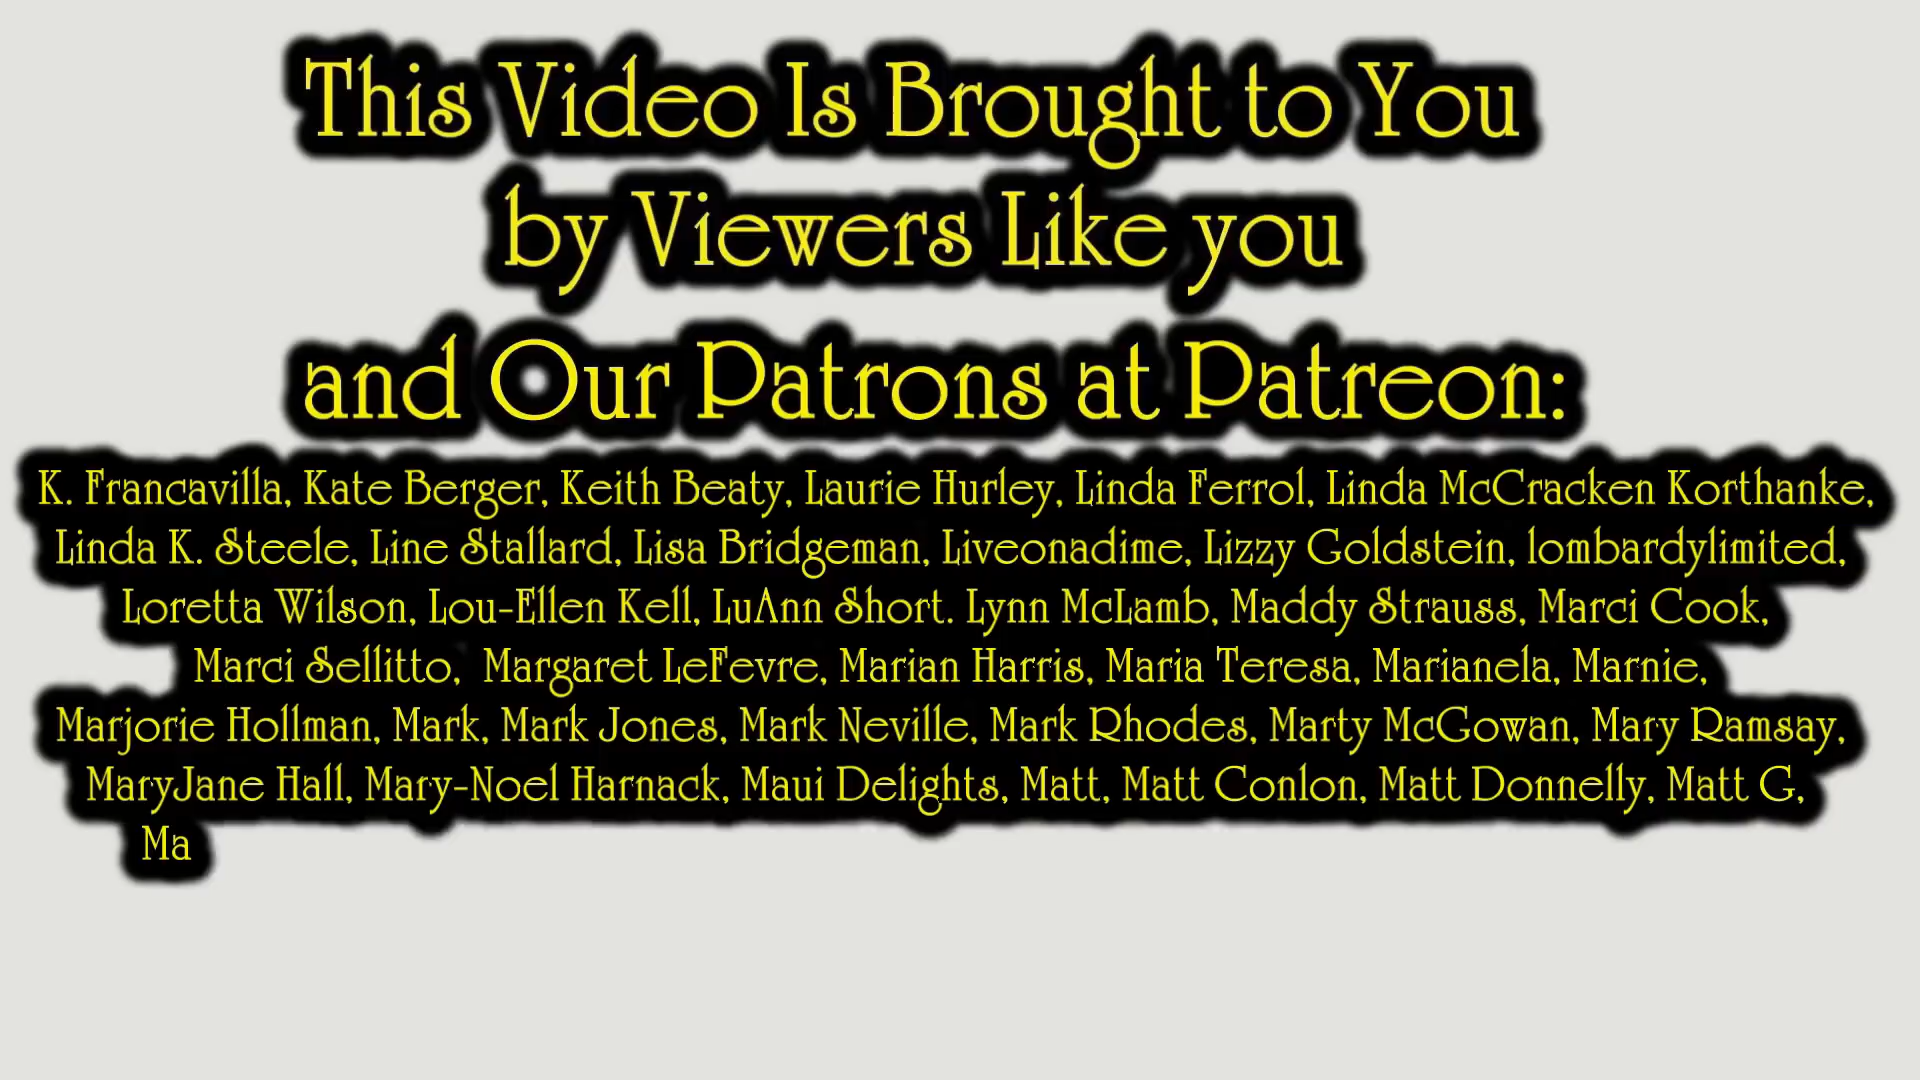 This Video Is Brought to You
by Viewers Like you
and Our Patrons at Patreon:
K. Francavilla, Kate Berger, Keith Beaty, Laurie Hurley, Linda Ferrol, Linda McCracken Korthanke,
Linda K. Steele, Line Stallard, Lisa Bridgeman, Liveonadime, Lizzy Goldstein, lombardylimited,
Loretta Wilson, Lou-Ellen Kell, LuAnn Short. Lynn McLamb, Maddy Strauss, Marci Cook,
Marci Sellitto, Margaret LeFevre, Marian Harris, Maria Teresa, Marianela, Marnie,
Marjorie Hollman, Mark, Mark Jones, Mark Neville, Mark Rhodes, Marty McGowan, Mary Ramsay,
MaryJane Hall, Mary-Noel Harnack, Maui Delights, Matt, Matt Conlon, Matt Donnelly, Matt G,
Ma